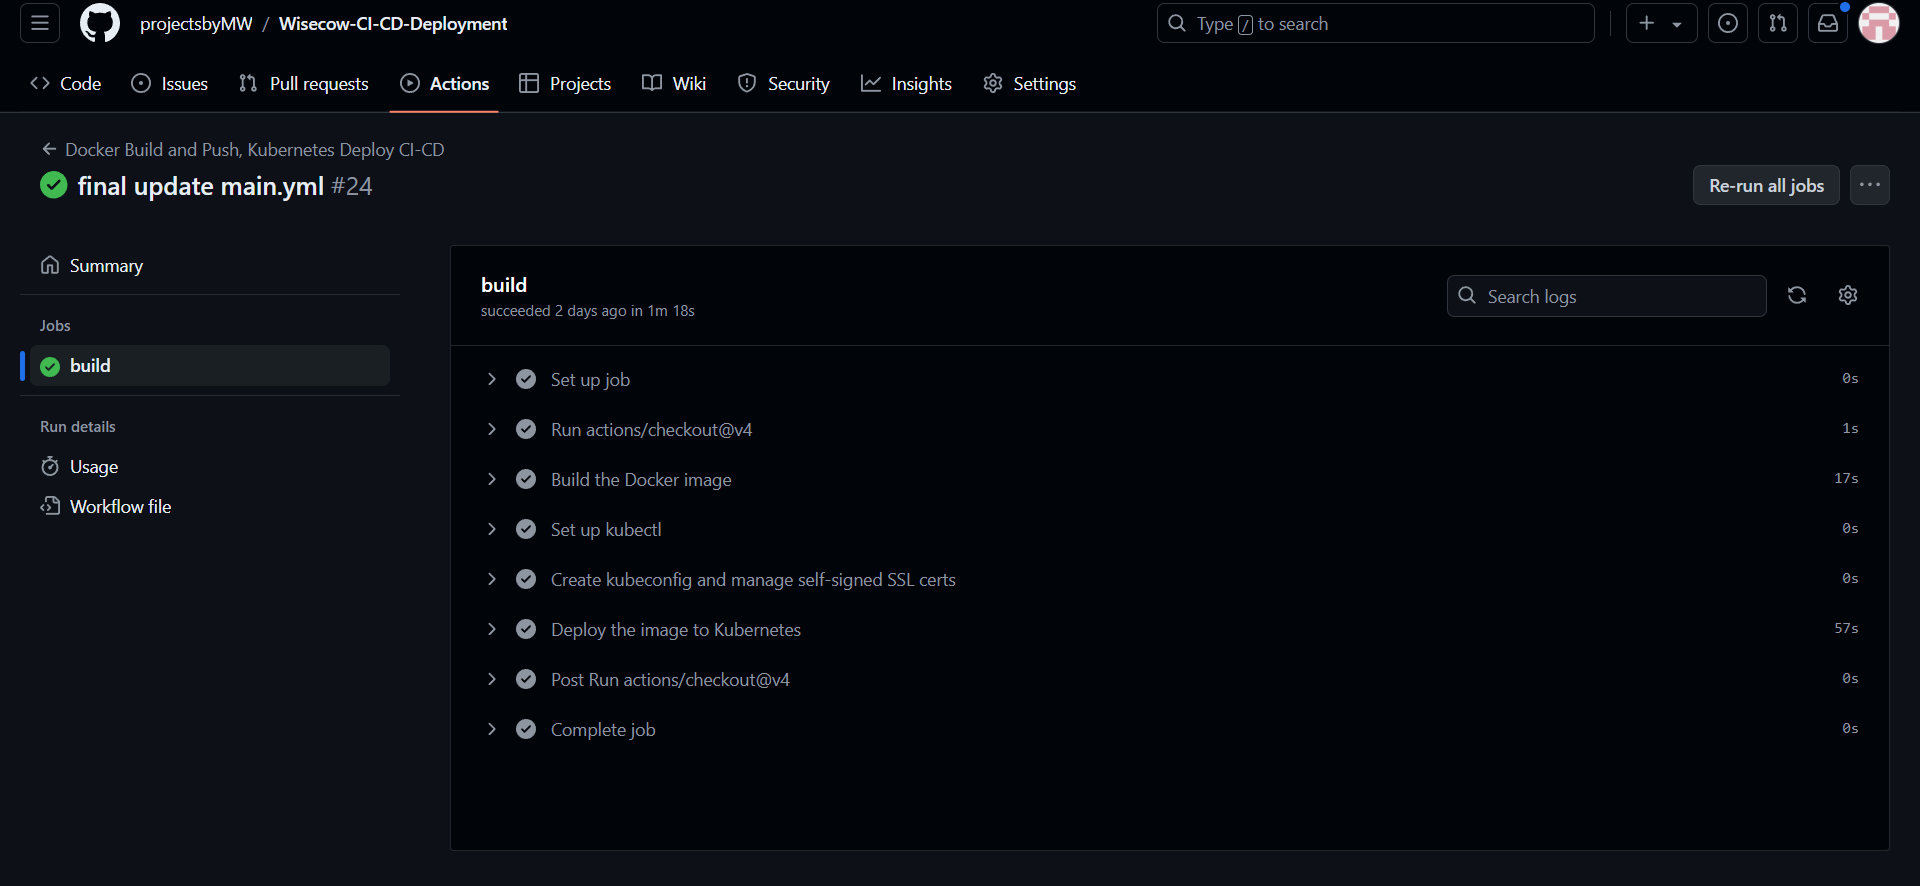 projectsbyMW / Wisecow-CI-CD-Deployment
Type / to search
Code
Issues
Pull requests
Actions
Projects
Wiki
Security
Insights
Settings
Docker Build and Push, Kubernetes Deploy CI-CD
final update main.yml #24
Re-run all jobs
Summary
Jobs
build
Run details
Usage
Workflow file
build
succeeded 2 days ago in 1m 18s
Search logs
Set up job 0s
Run actions/checkout@v4 1s
Build the Docker image 17s
Set up kubectl 0s
Create kubeconfig and manage self-signed SSL certs 0s
Deploy the image to Kubernetes 57s
Post Run actions/checkout@v4 0s
Complete job 0s